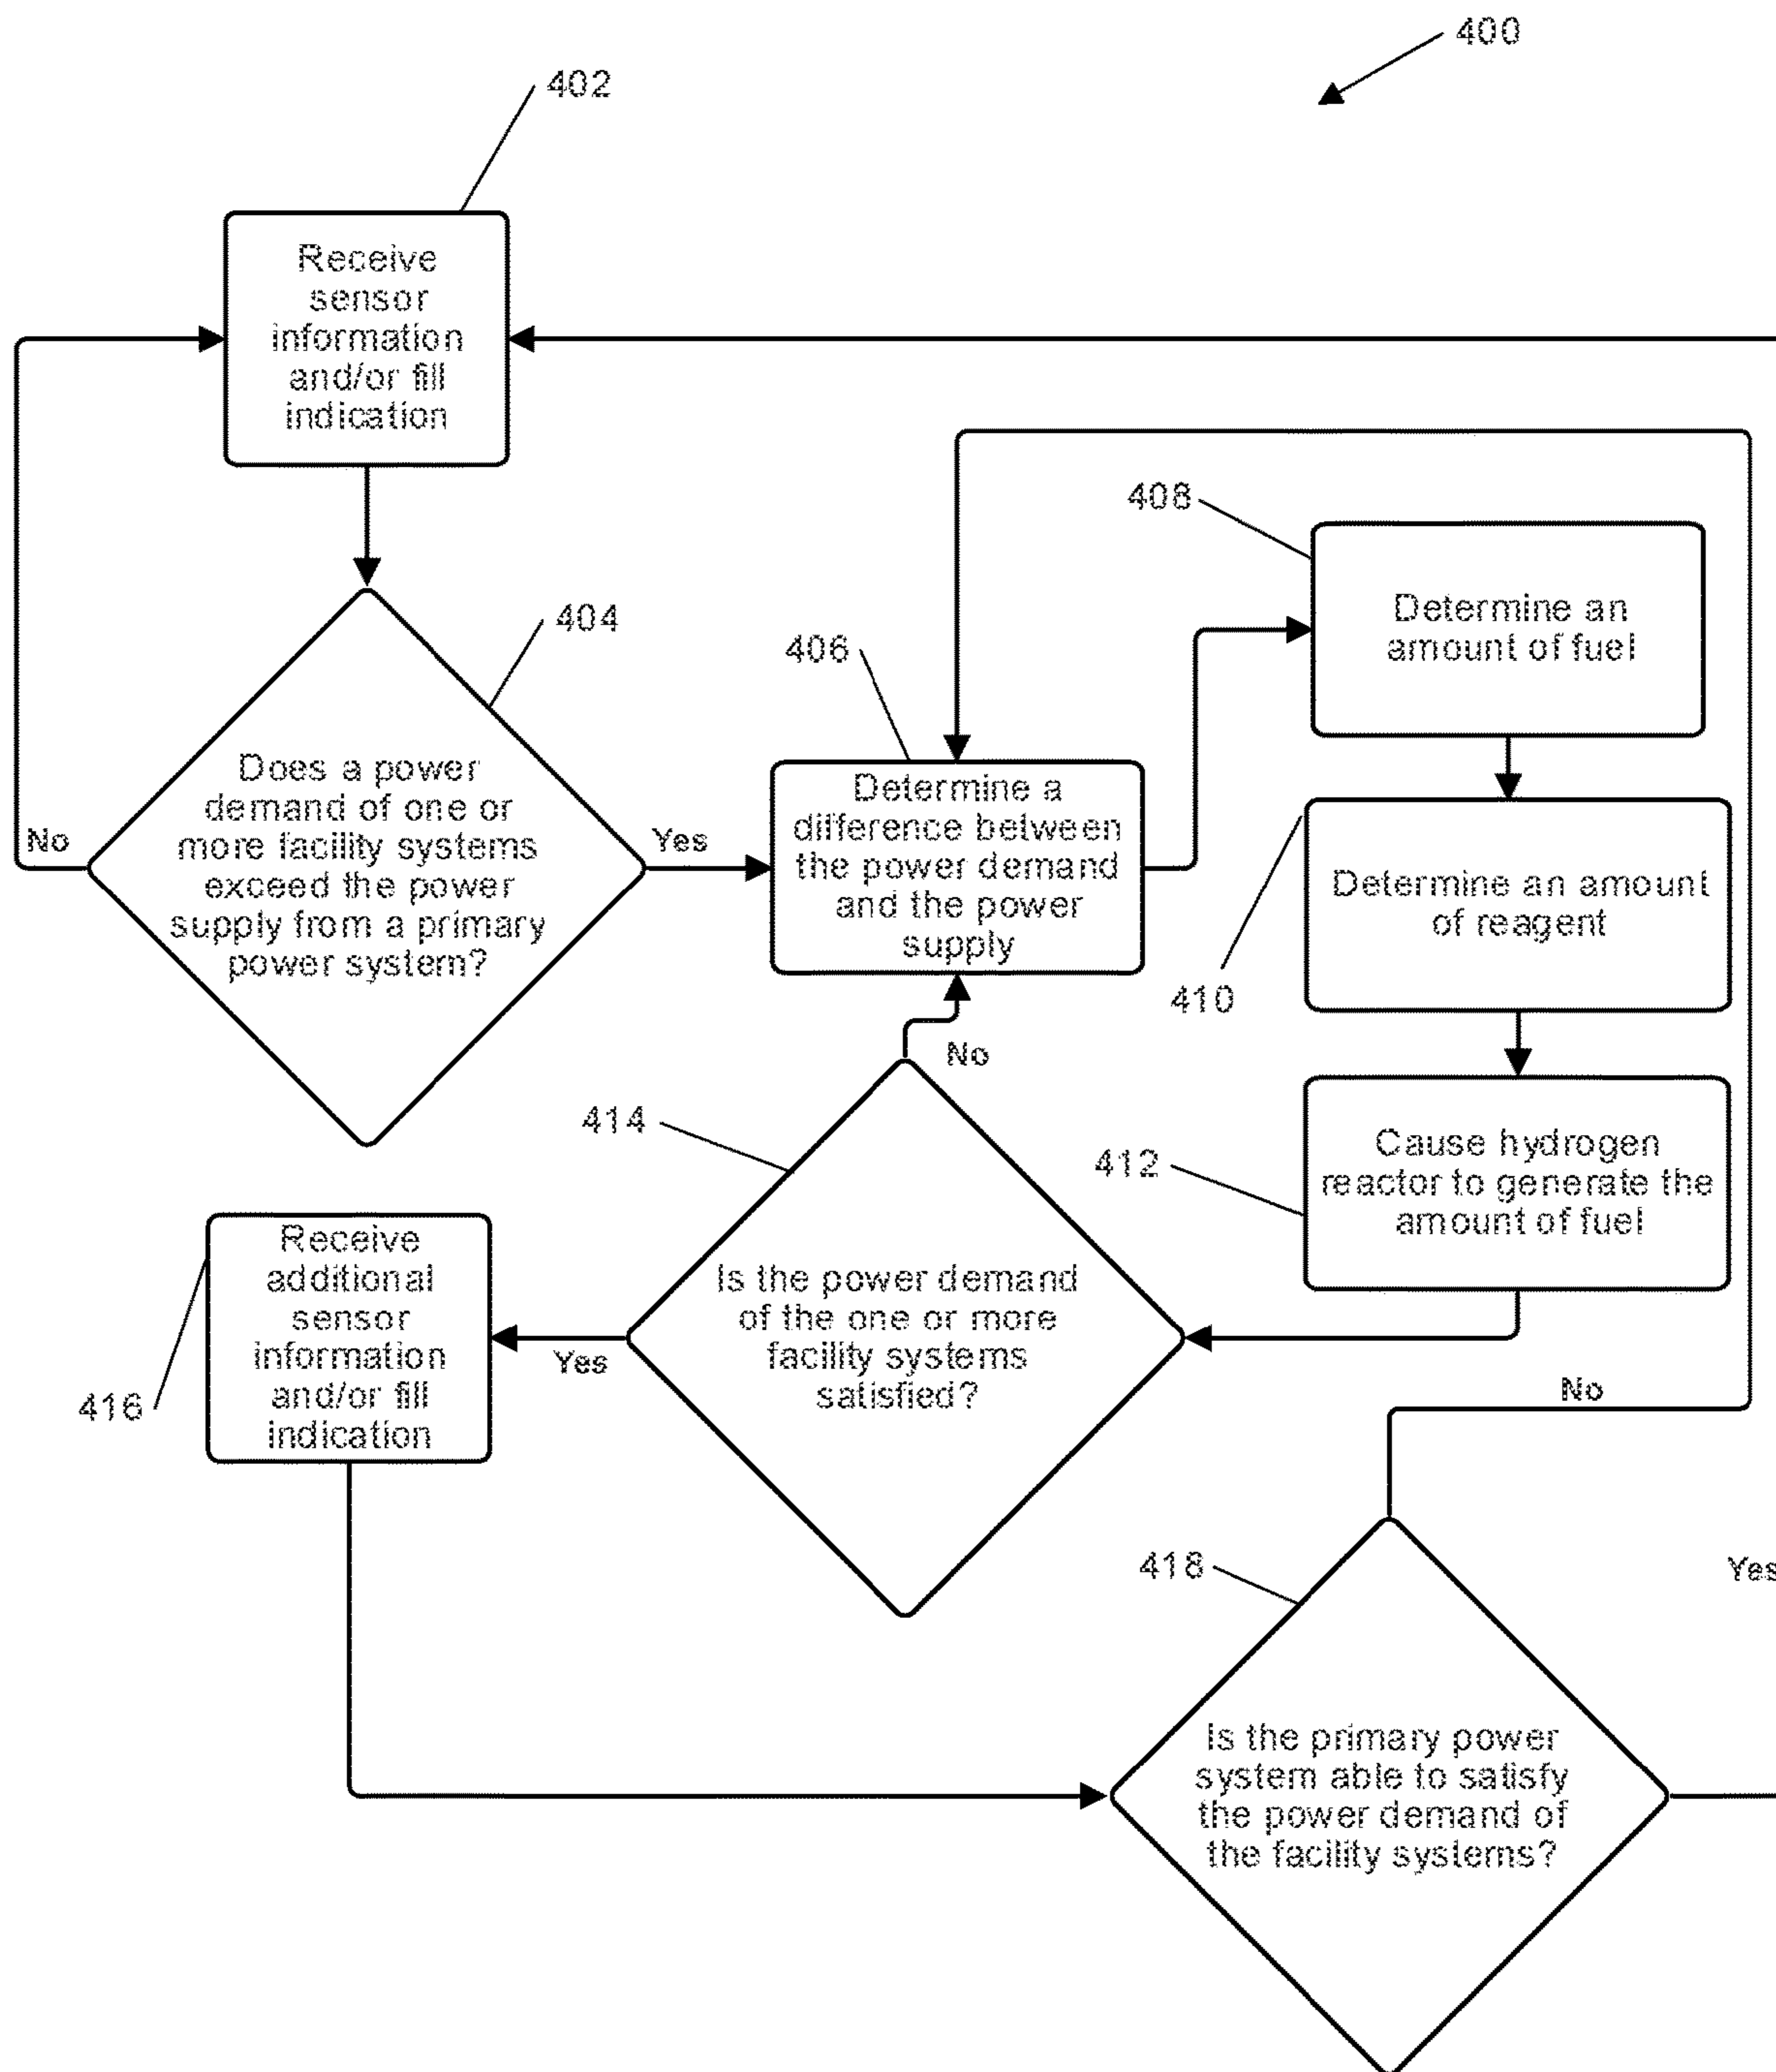 400
402
Receive
sensor
information
and/or fill
indication
404
Does a power
demand of one or
more facility systems
exceed the power
supply from a primary
power system?
No
Yes
406
Determine a
difference between
the power demand
and the power
supply
408
Determine an
amount of fuel
410
Determine an amount
of reagent
412
Cause hydrogen
reactor to generate the
amount of fuel
414
Is the power demand
of the one or more
facility systems
satisfied?
No
Yes
416
Receive
additional
sensor
information
and/or fill
indication
418
Is the primary power
system able to satisfy
the power demand of
the facility systems?
No
Yes